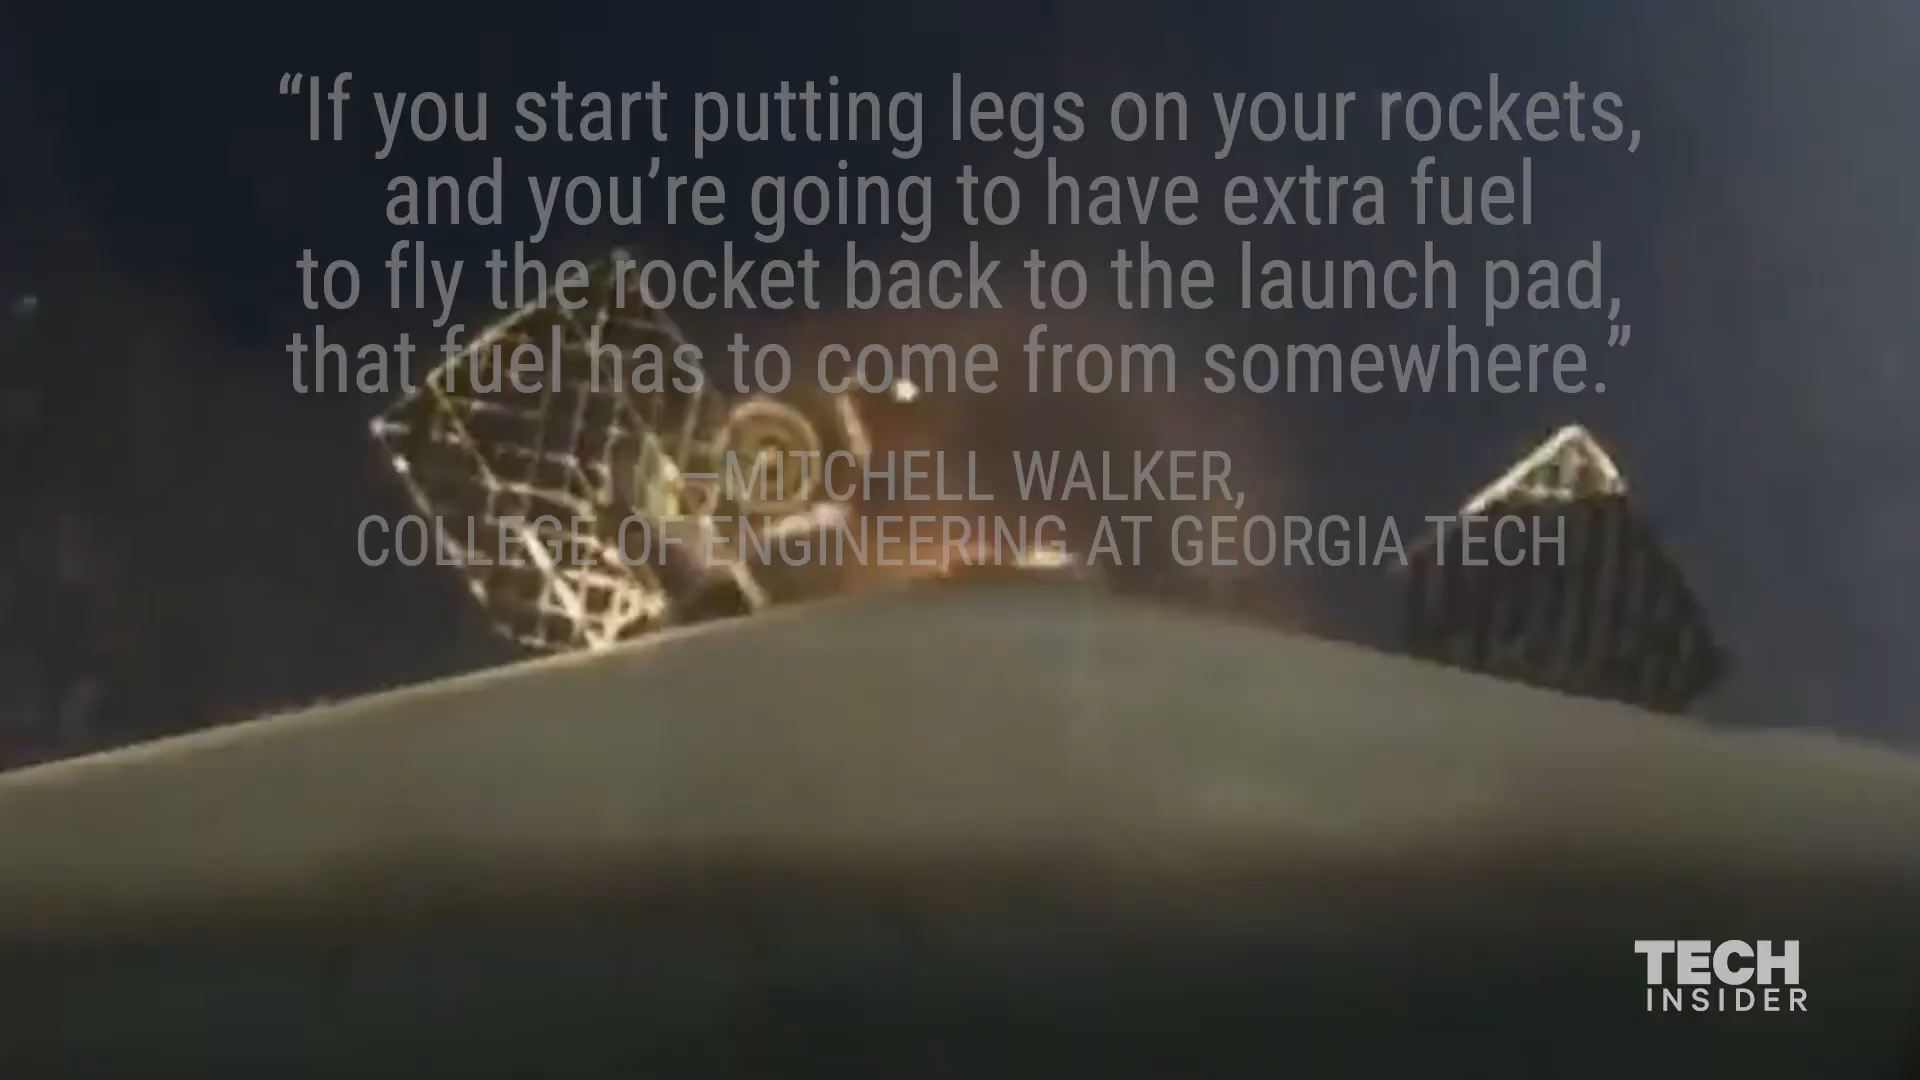 “If you start putting legs on your rockets,
and you’re going to have extra fuel
to fly the rocket back to the launch pad,
that fuel has to come from somewhere.”
—MITCHELL WALKER,
COLLEGE OF ENGINEERING AT GEORGIA TECH
TECH
INSIDER